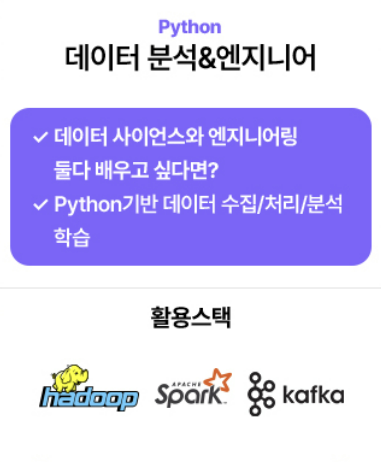 Python
데이터 분석&엔지니어
✓ 데이터 사이언스와 엔지니어링
둘다 배우고 싶다면?
✓ Python기반 데이터 수집/처리/분석
학습
활용스택
hadoop
APACHE
Spark™
kafka